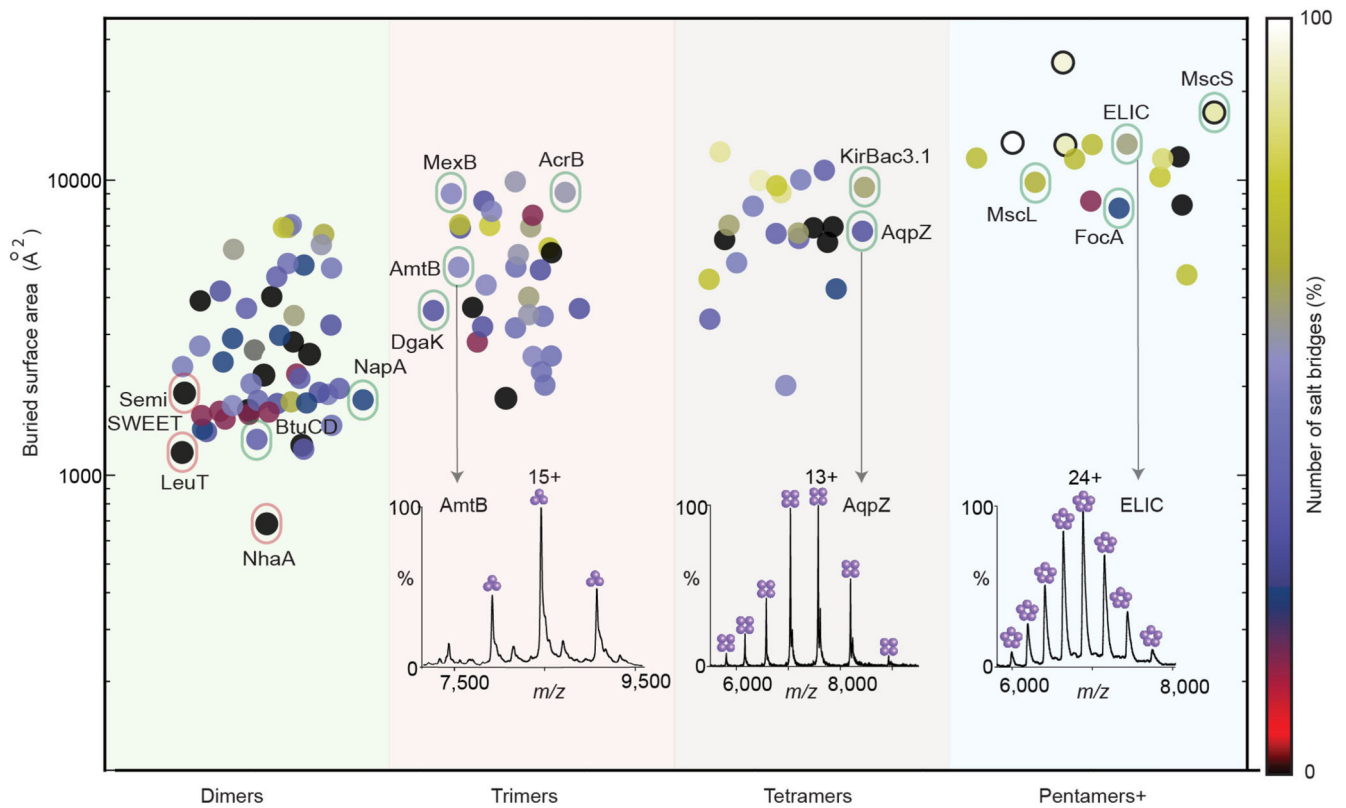 100
MscS
ELIC
MexB
AcrB
KirBac3.1
10000
MscL
FocA
AqpZ
AmtB
DgaK
NapA
Semi
SWEET
BtuCD
LeuT
1000
NhaA
Buried surface area (Å²)
Number of salt bridges (%)
15+
100
AmtB
%
0
7,500
9,500
m/z
13+
100
AqpZ
%
0
6,000
8,000
m/z
24+
100
ELIC
%
0
6,000
8,000
m/z
0
Dimers
Trimers
Tetramers
Pentamers+